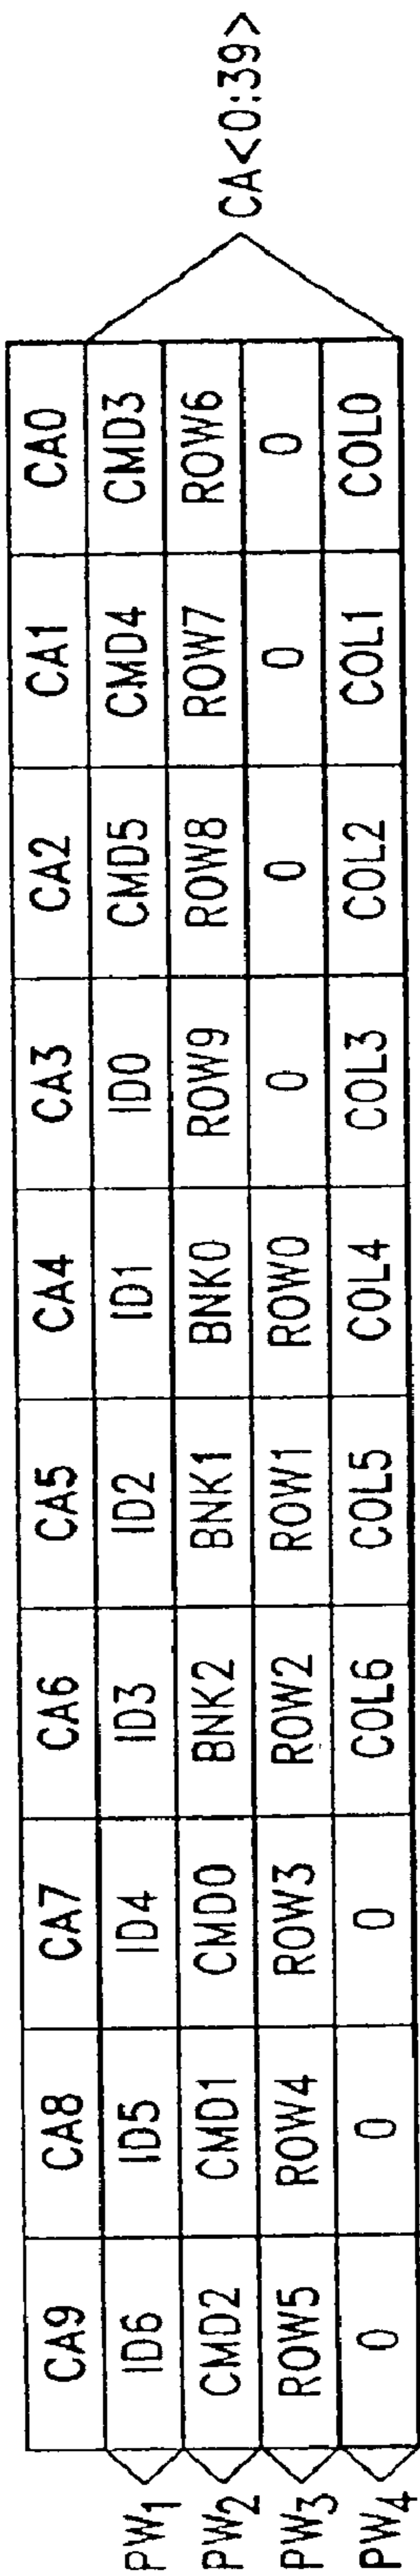 CA9 CA8 CA7 CA6 CA5 CA4 CA3 CA2 CA1 CA0
PW1 ID6 ID5 ID4 ID3 ID2 ID1 ID0 CMD5 CMD4 CMD3
PW2 CMD2 CMD1 CMD0 BNK2 BNK1 BNK0 ROW9 ROW8 ROW7 ROW6
PW3 ROW5 ROW4 ROW3 ROW2 ROW1 ROW0 0 0 0 0
PW4 0 0 0 COL6 COL5 COL4 COL3 COL2 COL1 COL0
CA<0:39>